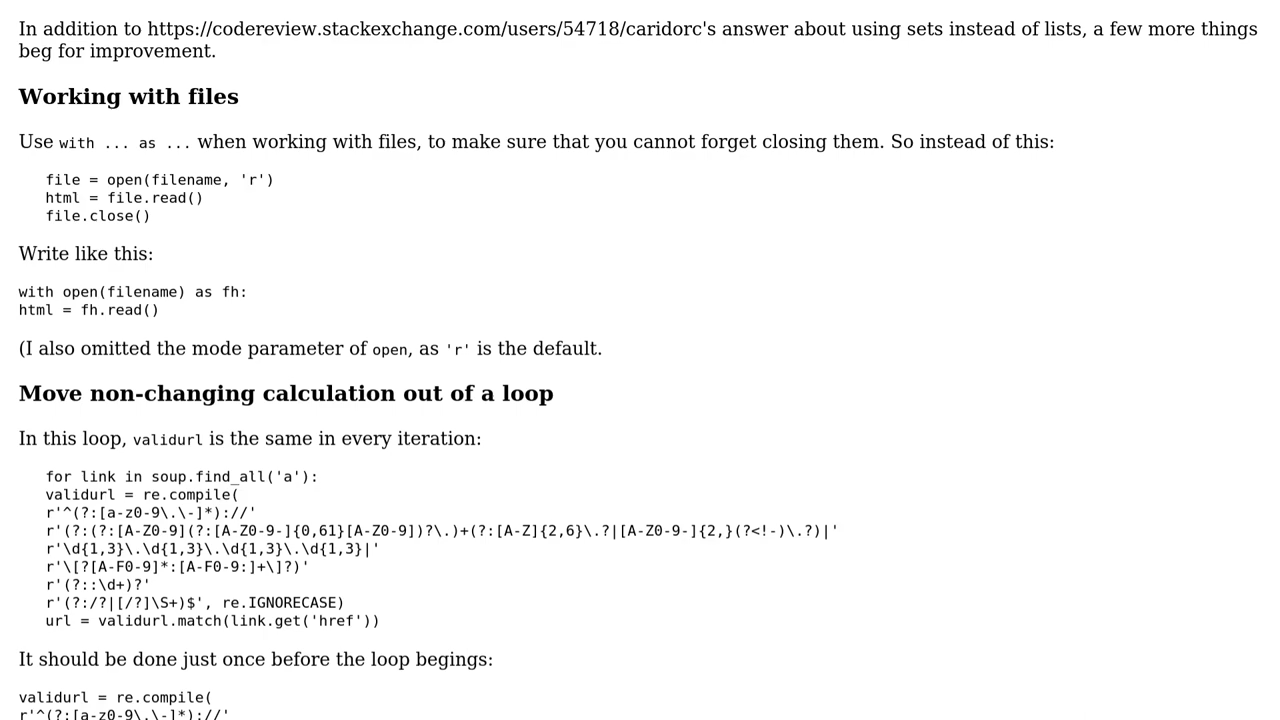 In addition to https://codereview.stackexchange.com/users/54718/caridorc's answer about using sets instead of lists, a few more things
beg for improvement.
Working with files
Use with ... as ... when working with files, to make sure that you cannot forget closing them. So instead of this:
file = open(filename, 'r')
html = file.read()
file.close()
Write like this:
with open(filename) as fh:
html = fh.read()
(I also omitted the mode parameter of open, as 'r' is the default.
Move non-changing calculation out of a loop
In this loop, validurl is the same in every iteration:
for link in soup.find_all('a'):
validurl = re.compile(
r'^(?:[a-z0-9\.\-]*)://'
r'(?:(?:[A-Z0-9](?:[A-Z0-9-]{0,61}[A-Z0-9])?\.)+(?:[A-Z]{2,6}\.?|[A-Z0-9-]{2,}(?<!-)\.?)|'
r'\d{1,3}\.\d{1,3}\.\d{1,3}\.\d{1,3}|'
r'\[?[A-F0-9]*:[A-F0-9:]+\]?)'
r'(?::\d+)?'
r'(?:/?|[/?]\S+)$', re.IGNORECASE)
url = validurl.match(link.get('href'))
It should be done just once before the loop begings:
validurl = re.compile(
r'^(?:[a-z0-9\.\-]*)://'